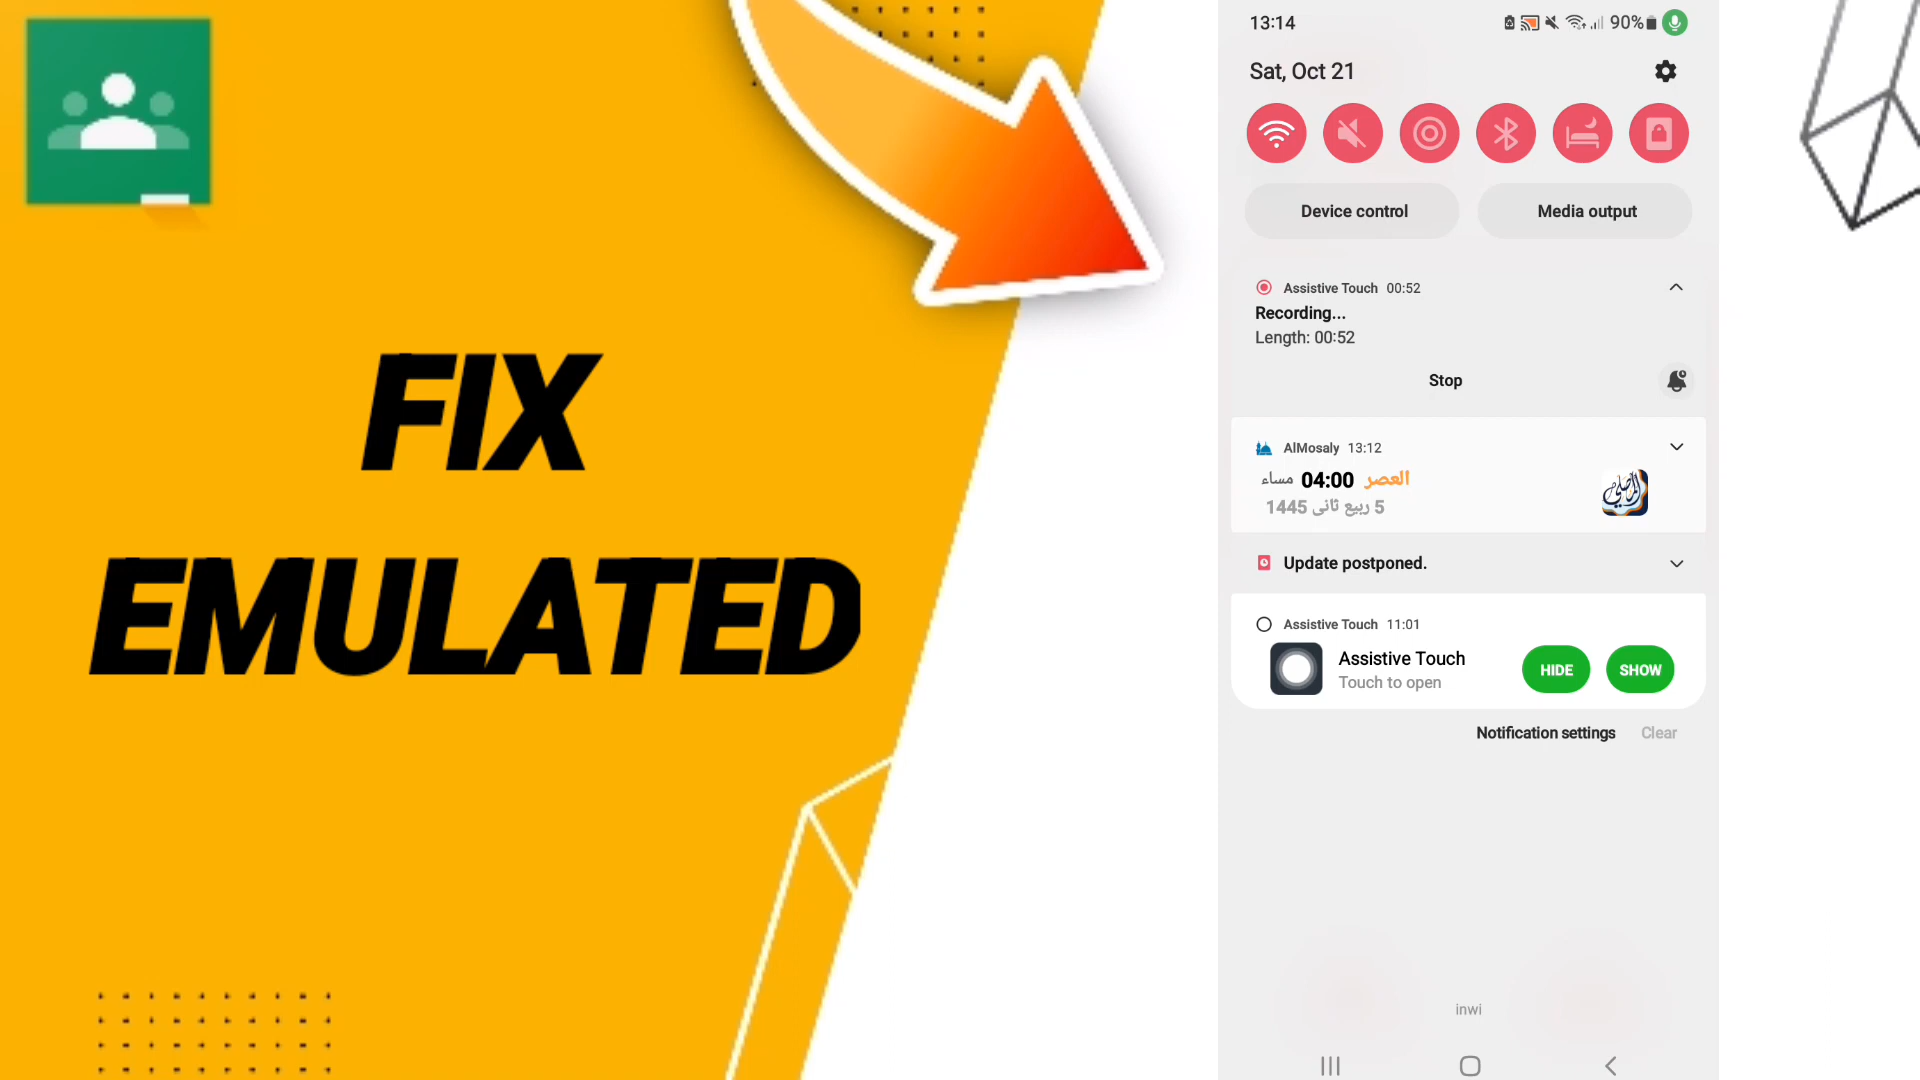 FIX
EMULATED
13:14
90%
Sat, Oct 21
Device control
Media output
Assistive Touch 00:52
Recording...
Length: 00:52
Stop
AlMosaly 13:12
العصر 04:00 مساء
5 ربيع ثانى 1445
المصلي
Update postponed.
Assistive Touch 11:01
Assistive Touch
Touch to open
HIDE
SHOW
Notification settings
Clear
inwi